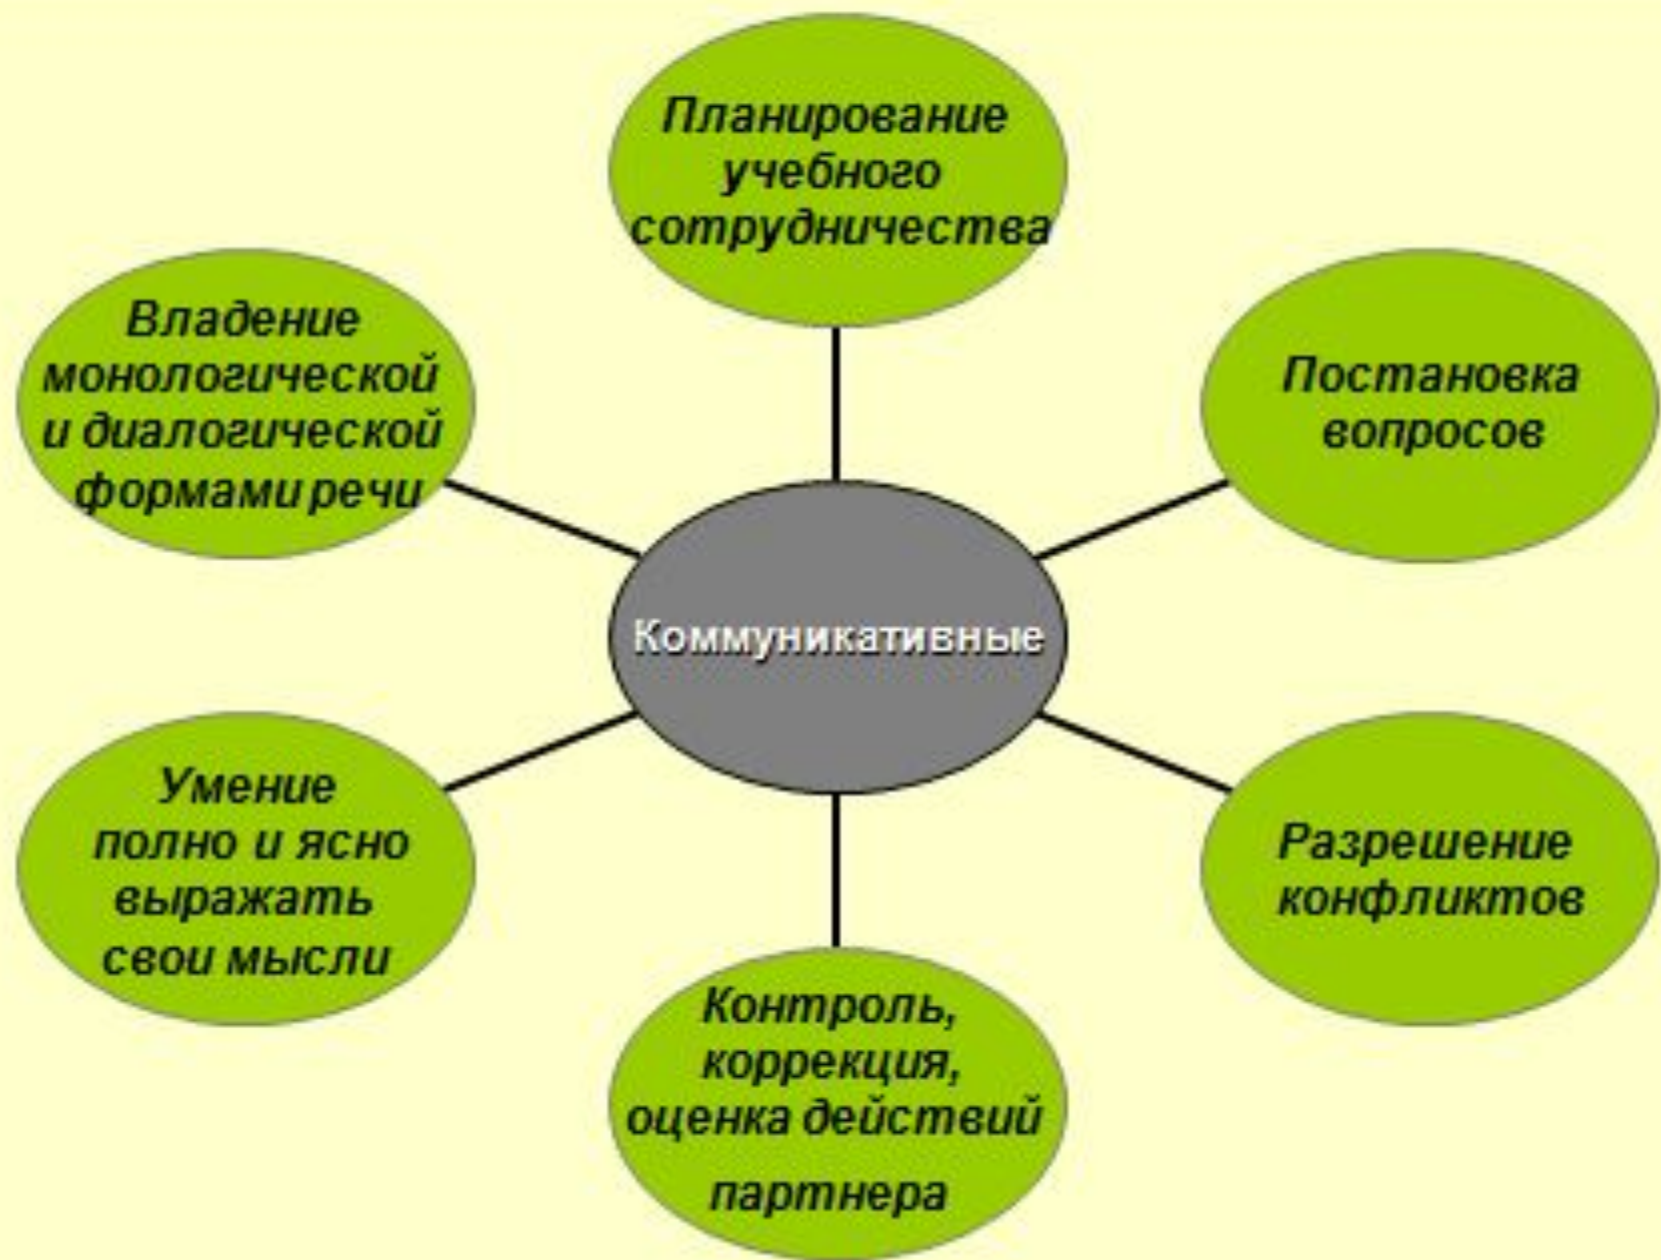 Планирование
учебного
сотрудничества
Владение
монологической
и диалогической
формами речи
Постановка
вопросов
Коммуникативные
Умение
полно и ясно
выражать
свои мысли
Разрешение
конфликтов
Контроль,
коррекция,
оценка действий
партнера